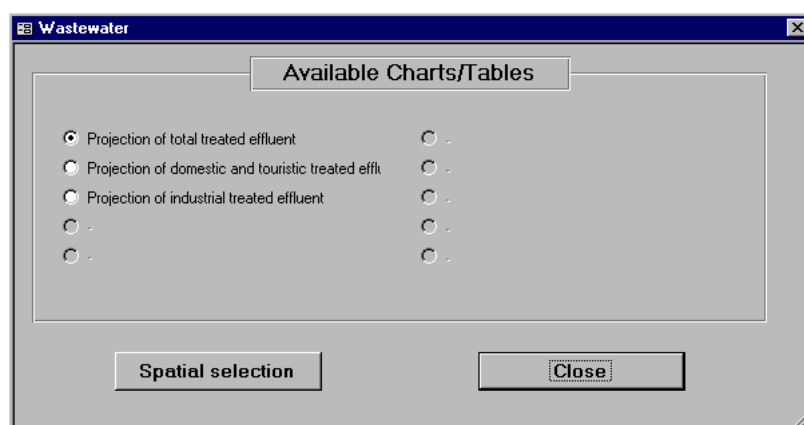 Wastewater
Available Charts/Tables
Projection of total treated effluent
Projection of domestic and touristic treated efflu
Projection of industrial treated effluent
-
-
-
-
-
-
-
Spatial selection
Close